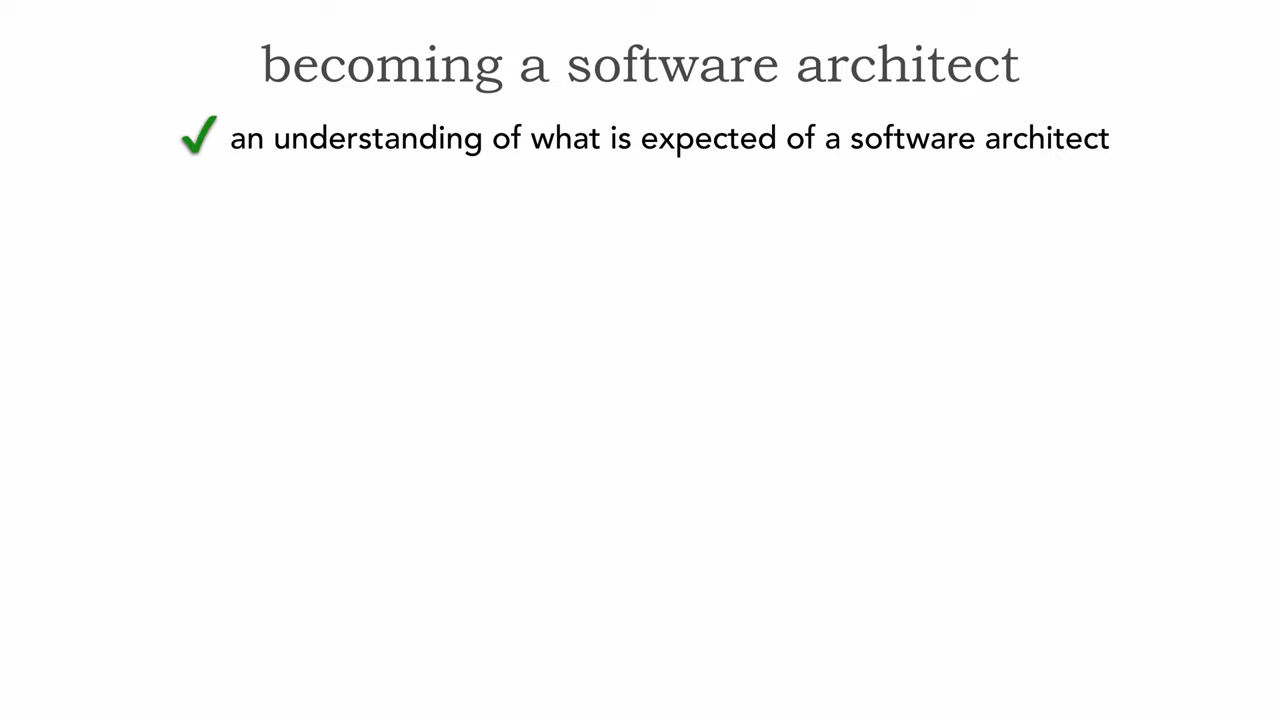 becoming a software architect
an understanding of what is expected of a software architect